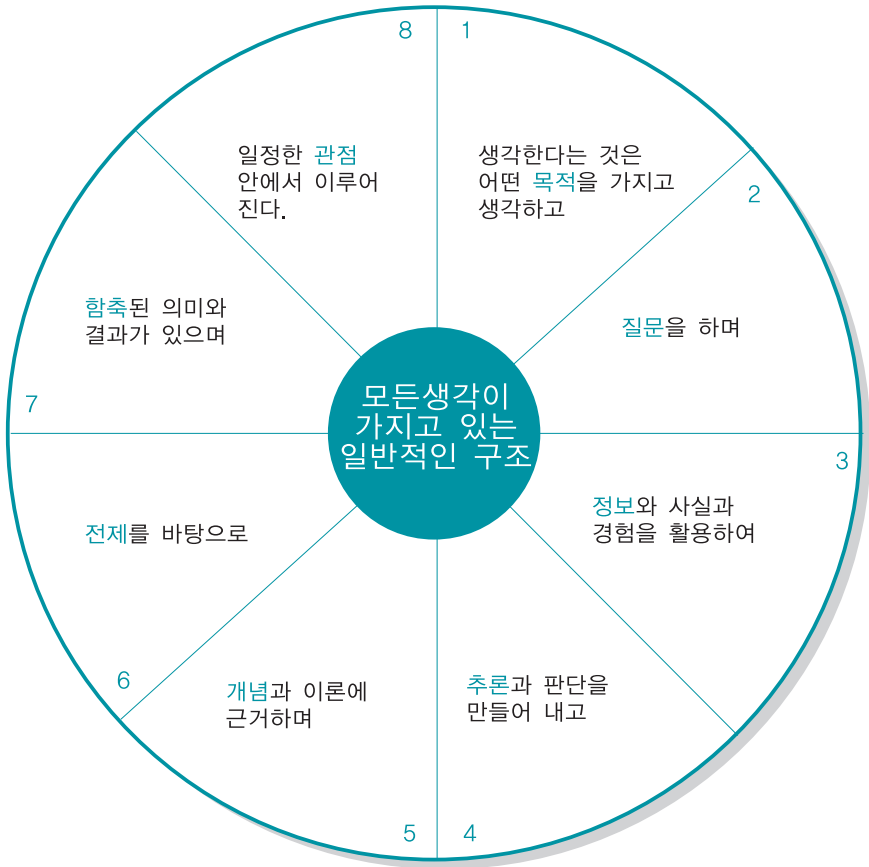 모든생각이
가지고 있는
일반적인 구조
1
생각한다는 것은
어떤 목적을 가지고
생각하고
2
질문을 하며
3
정보와 사실과
경험을 활용하여
4
추론과 판단을
만들어 내고
5
개념과 이론에
근거하며
6
전제를 바탕으로
7
함축된 의미와
결과가 있으며
8
일정한 관점
안에서 이루어
진다.